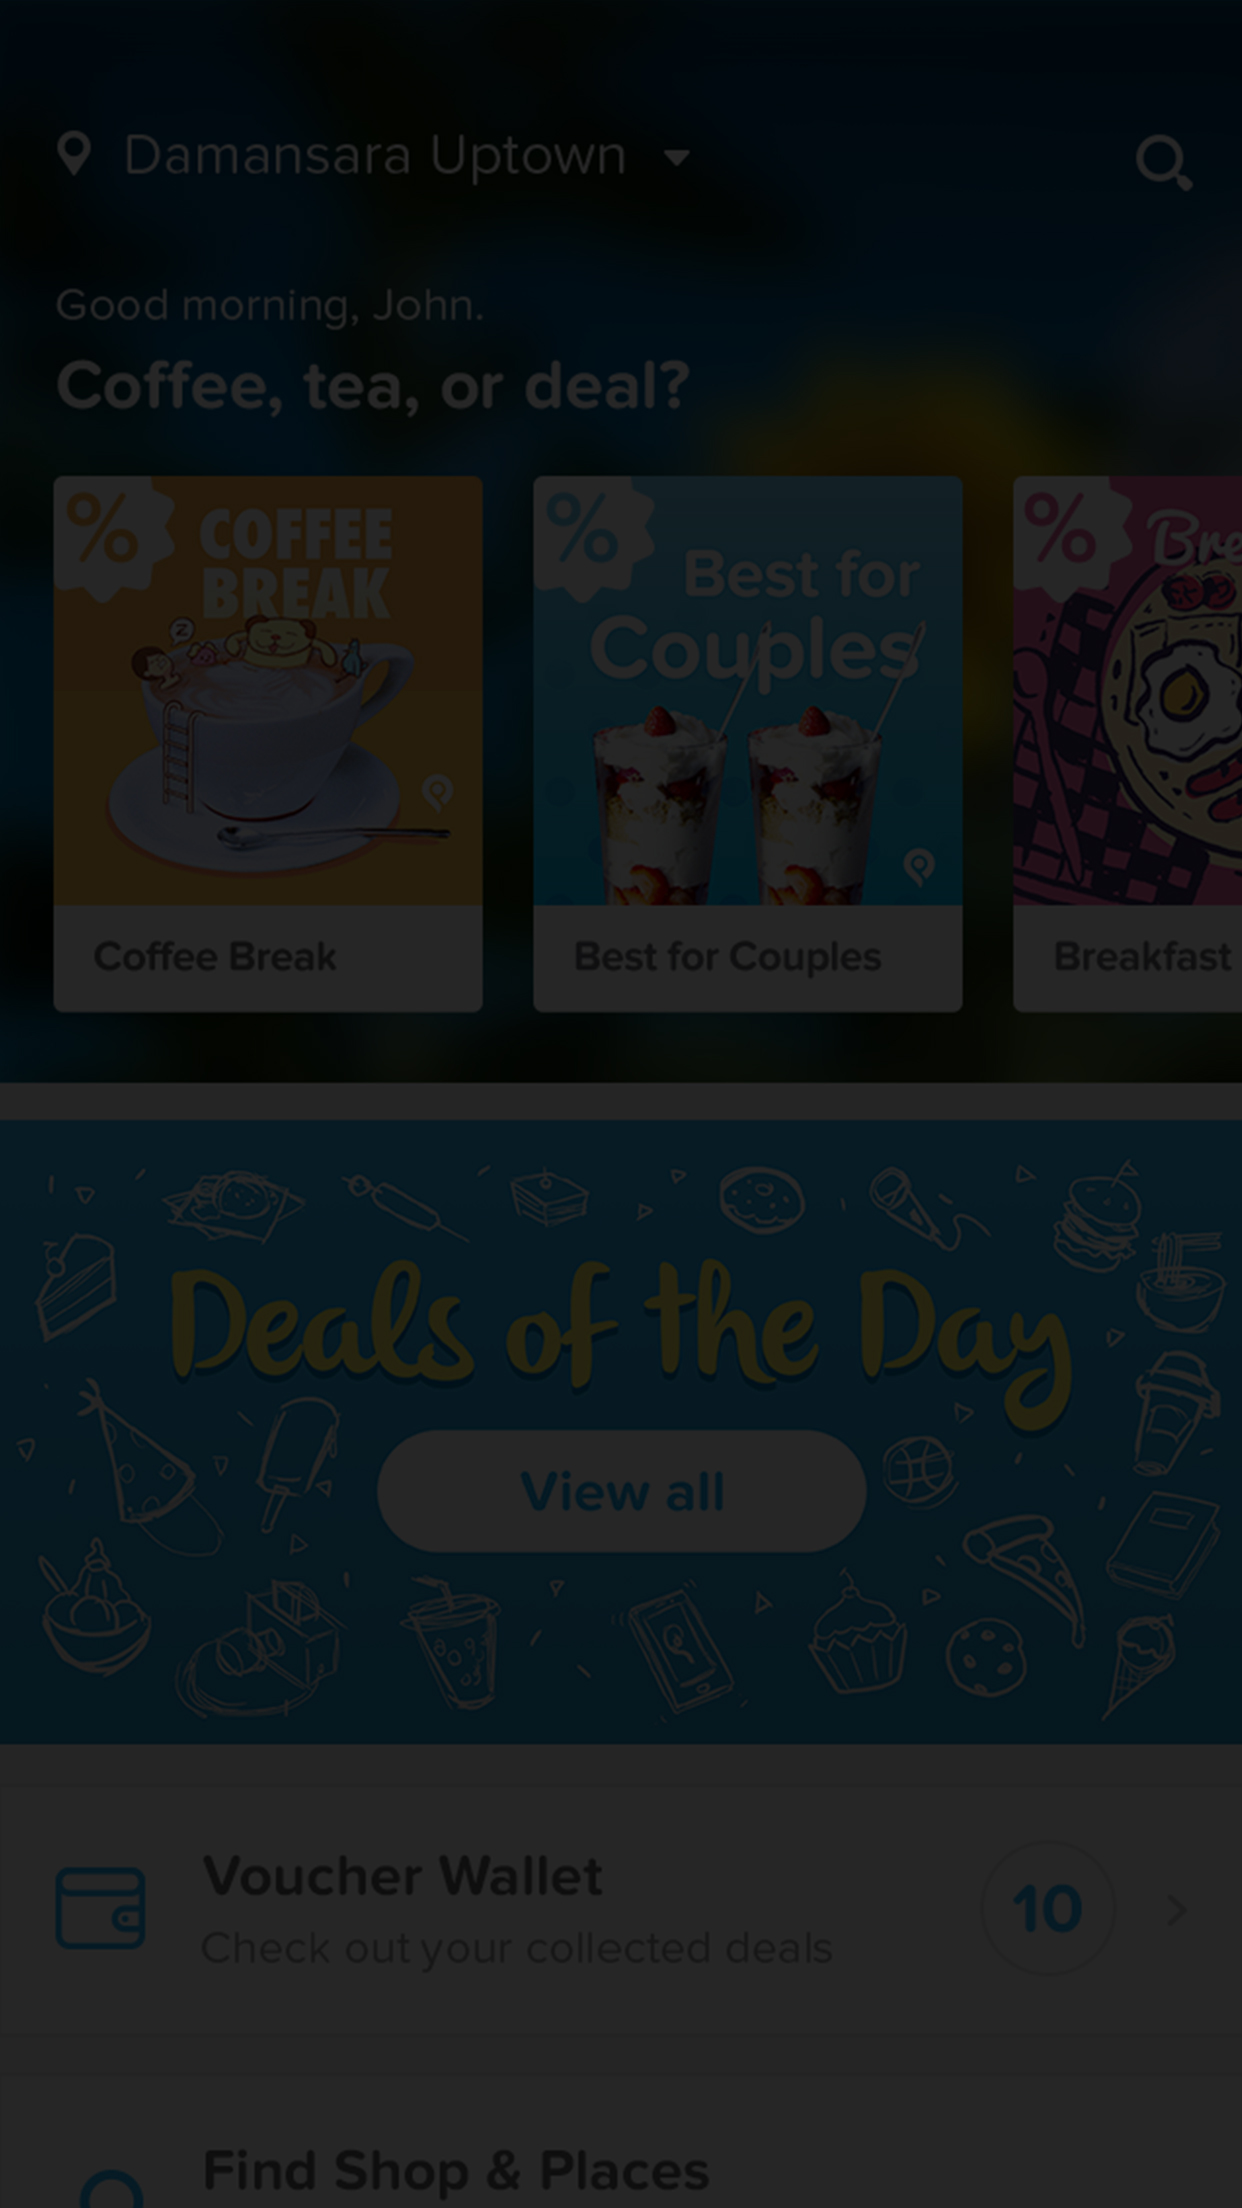 Damansara Uptown
Good morning, John.
Coffee, tea, or deal?
%
COFFEE
BREAK
Z
Coffee Break
%
Best for
Couples
Best for Couples
%
Bre
Breakfast
Deals of the Day
View all
Voucher Wallet
Check out your collected deals
10
Find Shop & Places